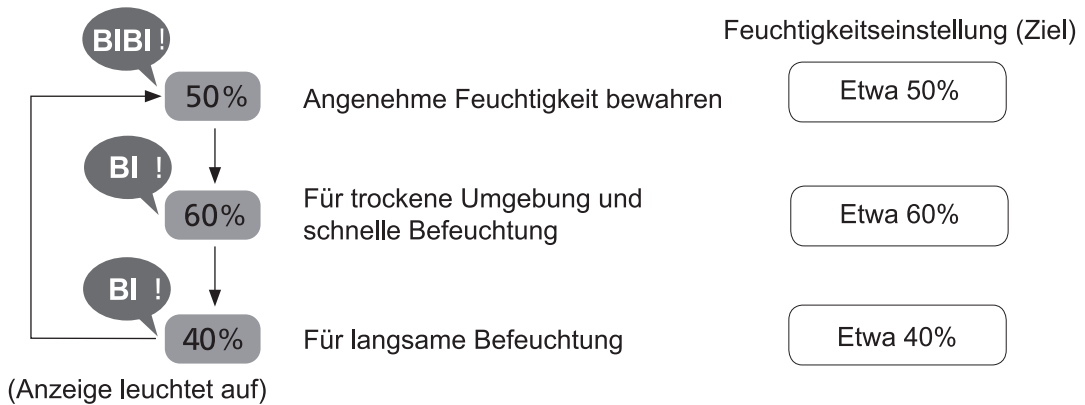 Feuchtigkeitseinstellung (Ziel)
BIBI !
50%
Angenehme Feuchtigkeit bewahren
Etwa 50%
BI !
60%
Für trockene Umgebung und
schnelle Befeuchtung
Etwa 60%
BI !
40%
Für langsame Befeuchtung
Etwa 40%
(Anzeige leuchtet auf)